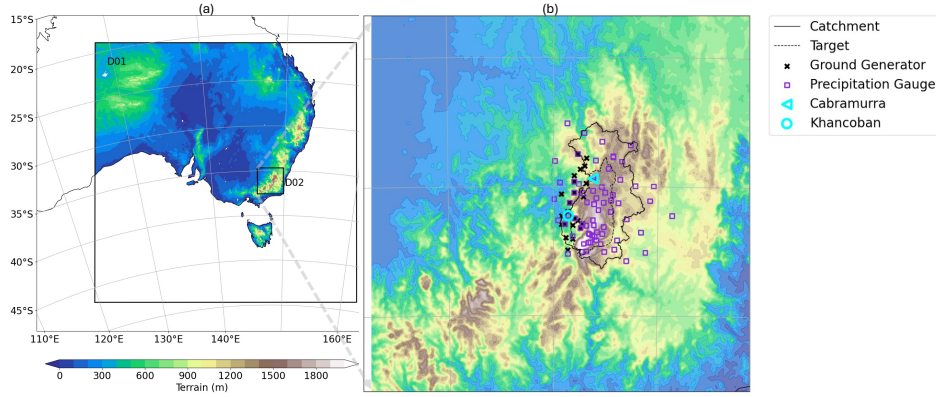 (a)
(b)
15°S
20°S
25°S
30°S
35°S
40°S
45°S
D01
D02
110°E
120°E
130°E
140°E
150°E
160°E
0 300 600 900 1200 1500 1800
Terrain (m)
Catchment
Target
Ground Generator
Precipitation Gauge
Cabramurra
Khancoban